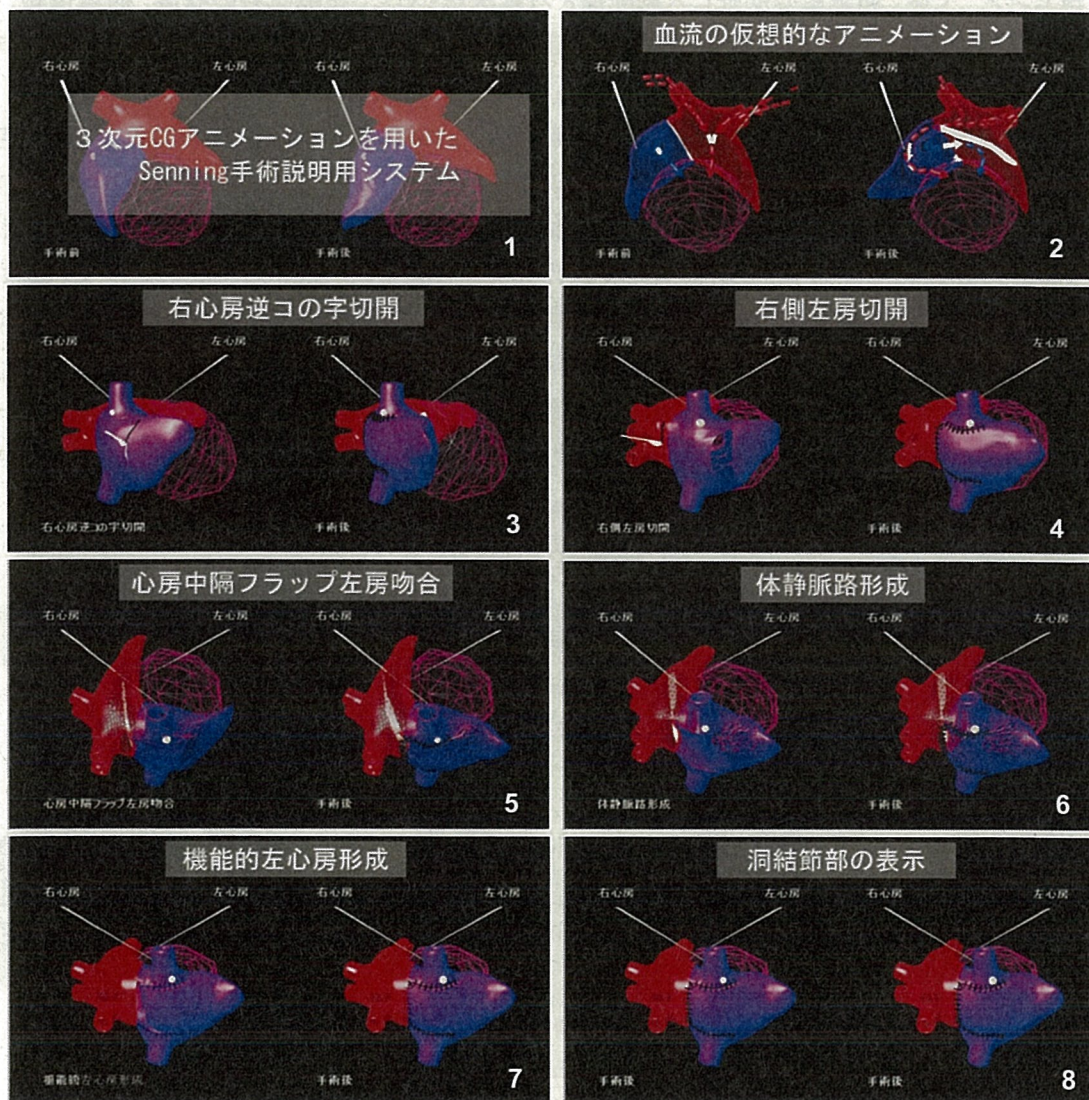 右心房 左心房 右心房 左心房
3次元CGアニメーションを用いた
Senning手術説明用システム
手術前 手術後 1
血流の仮想的なアニメーション
右心房 左心房 右心房 左心房
手術前 手術後 2
右心房逆コの字切開
右心房 左心房 右心房 左心房
右心房逆コの字切開 手術後 3
右側左房切開
右心房 左心房 右心房 左心房
右側左房切開 手術後 4
心房中隔フラップ左房吻合
右心房 左心房 右心房 左心房
心房中隔フラップ左房吻合 手術後 5
体静脈路形成
右心房 左心房 右心房 左心房
体静脈路形成 手術後 6
機能的左心房形成
右心房 左心房 右心房 左心房
機能的左心房形成 手術後 7
洞結節部の表示
右心房 左心房 右心房 左心房
手術後 手術後 8